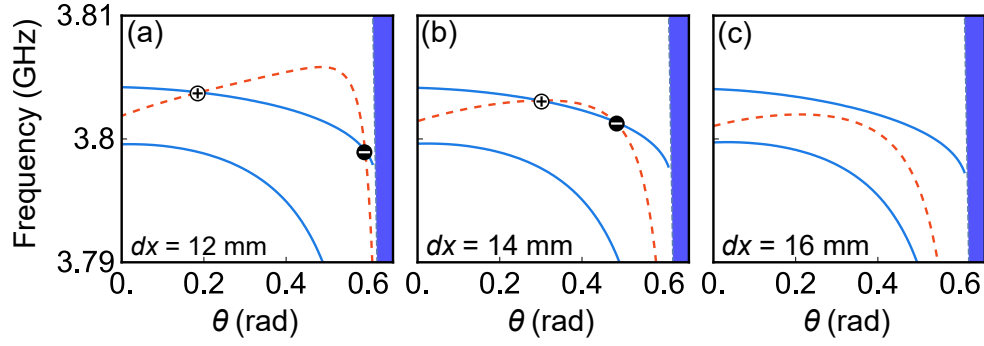 3.81
3.8
3.79
Frequency (GHz)
(a)
+
−
dx = 12 mm
0.
0.2
0.4
0.6
θ (rad)
(b)
+
−
dx = 14 mm
0.
0.2
0.4
0.6
θ (rad)
(c)
dx = 16 mm
0.
0.2
0.4
0.6
θ (rad)